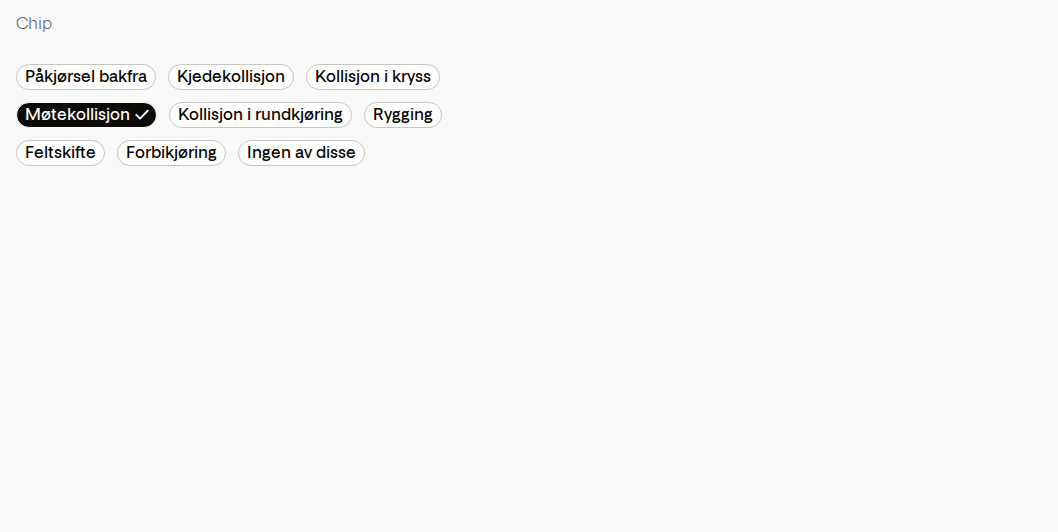 Chip
Påkjørsel bakfra Kjedekollisjon Kollisjon i kryss
Møtekollisjon Kollisjon i rundkjøring Rygging
Feltskifte Forbikjøring Ingen av disse